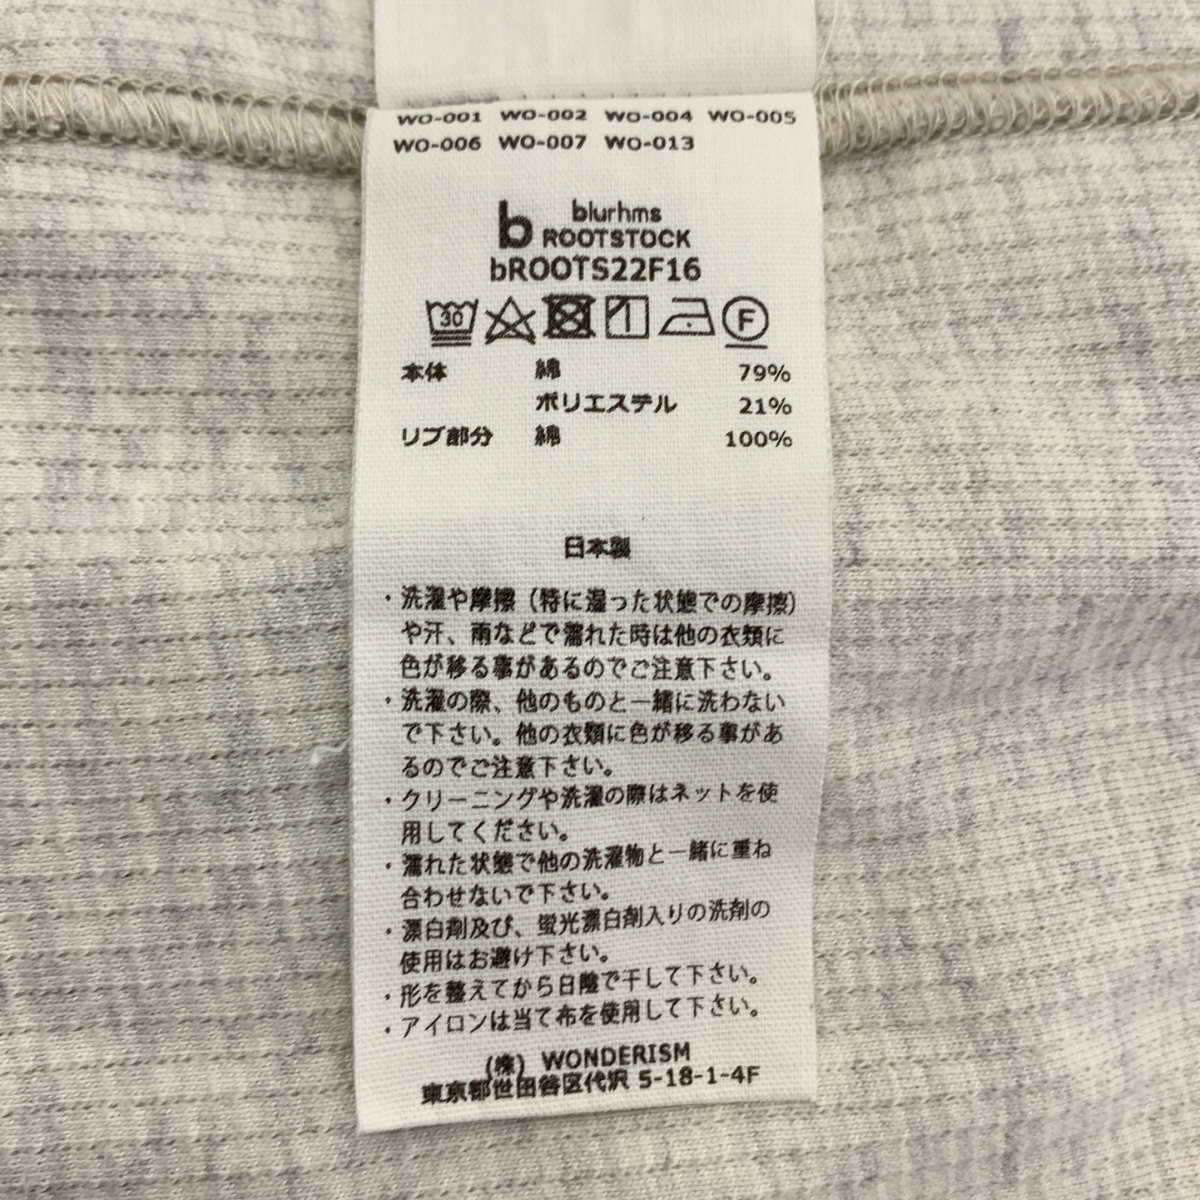 WO-001 WO-002 WO-004 WO-005
WO-006 WO-007 WO-013
b blurhms
ROOTSTOCK
bROOTS22F16
30 F
本体 綿 79%
ポリエステル 21%
リブ部分 綿 100%
日本製
・洗濯や摩擦（特に湿った状態での摩擦）
や汗、雨などで濡れた時は他の衣類に
色が移る事があるのでご注意下さい。
・洗濯の際、他のものと一緒に洗わない
で下さい。他の衣類に色が移る事があ
るのでご注意下さい。
・クリーニングや洗濯の際はネットを使
用してください。
・濡れた状態で他の洗濯物と一緒に重ね
合わせないで下さい。
・漂白剤及び、蛍光漂白剤入りの洗剤の
使用はお避け下さい。
・形を整えてから日陰で干して下さい。
・アイロンは当て布を使用して下さい。
(株) WONDERISM
東京都世田谷区代沢 5-18-1-4F